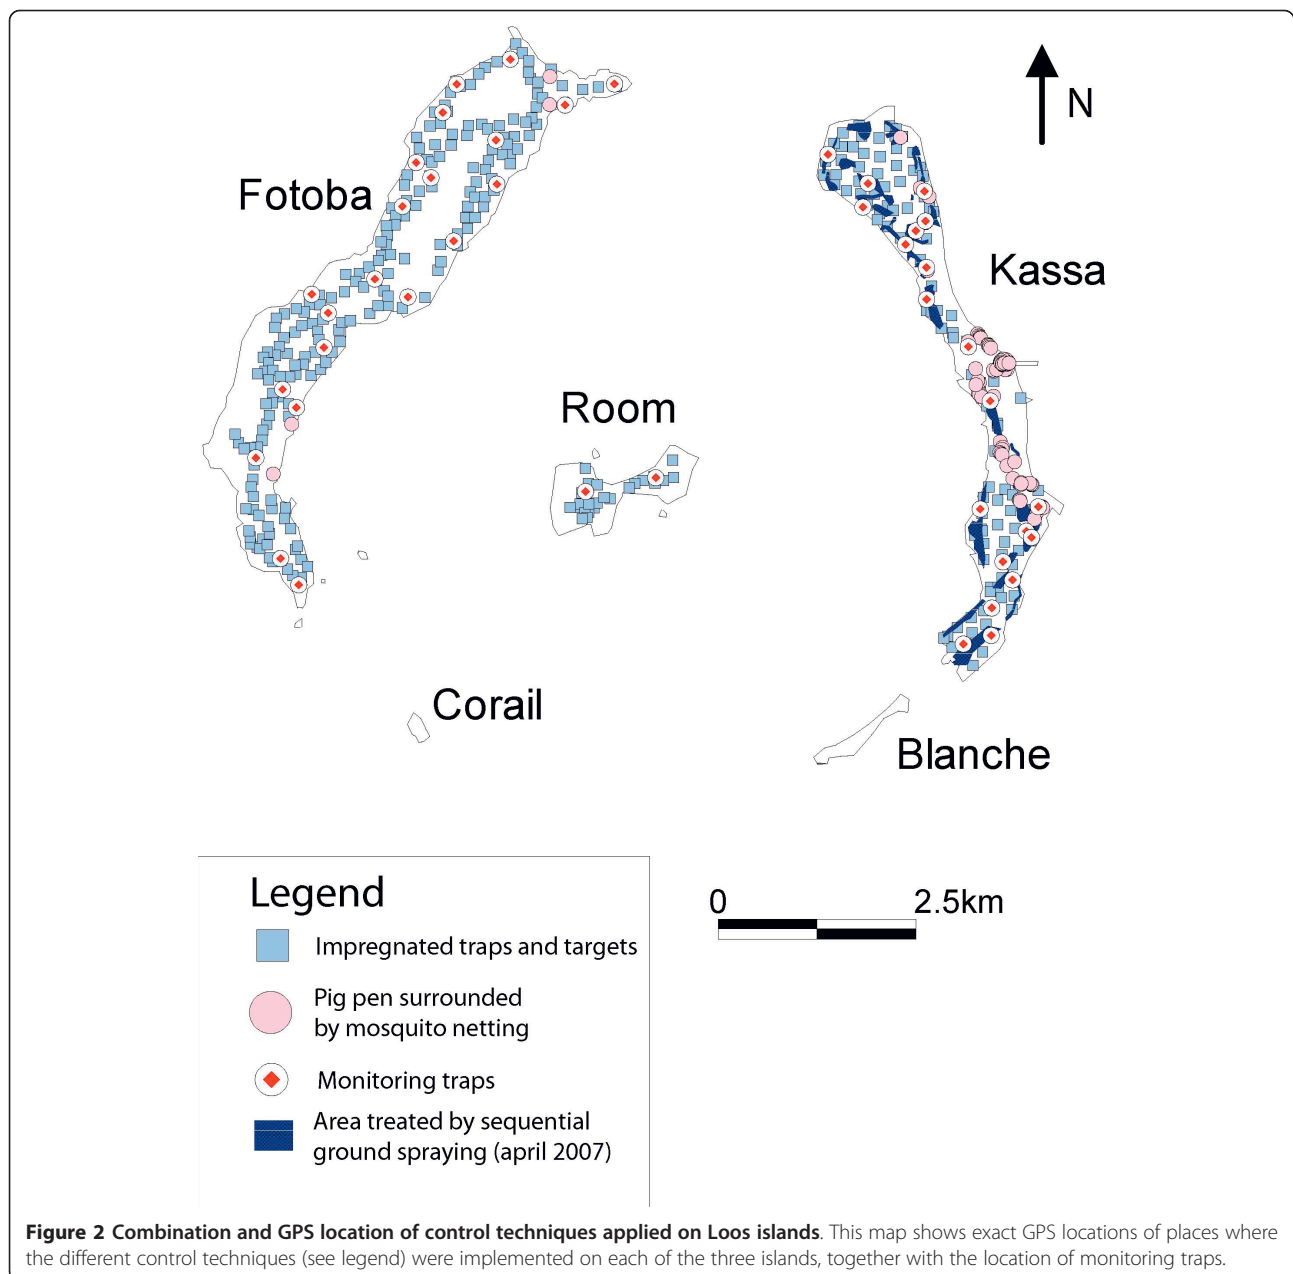 N
Fotoba
Kassa
Room
Corail
Blanche
Legend
Impregnated traps and targets
Pig pen surrounded
by mosquito netting
Monitoring traps
Area treated by sequential
ground spraying (april 2007)
0 2.5km
Figure 2 Combination and GPS location of control techniques applied on Loos islands. This map shows exact GPS locations of places where
the different control techniques (see legend) were implemented on each of the three islands, together with the location of monitoring traps.